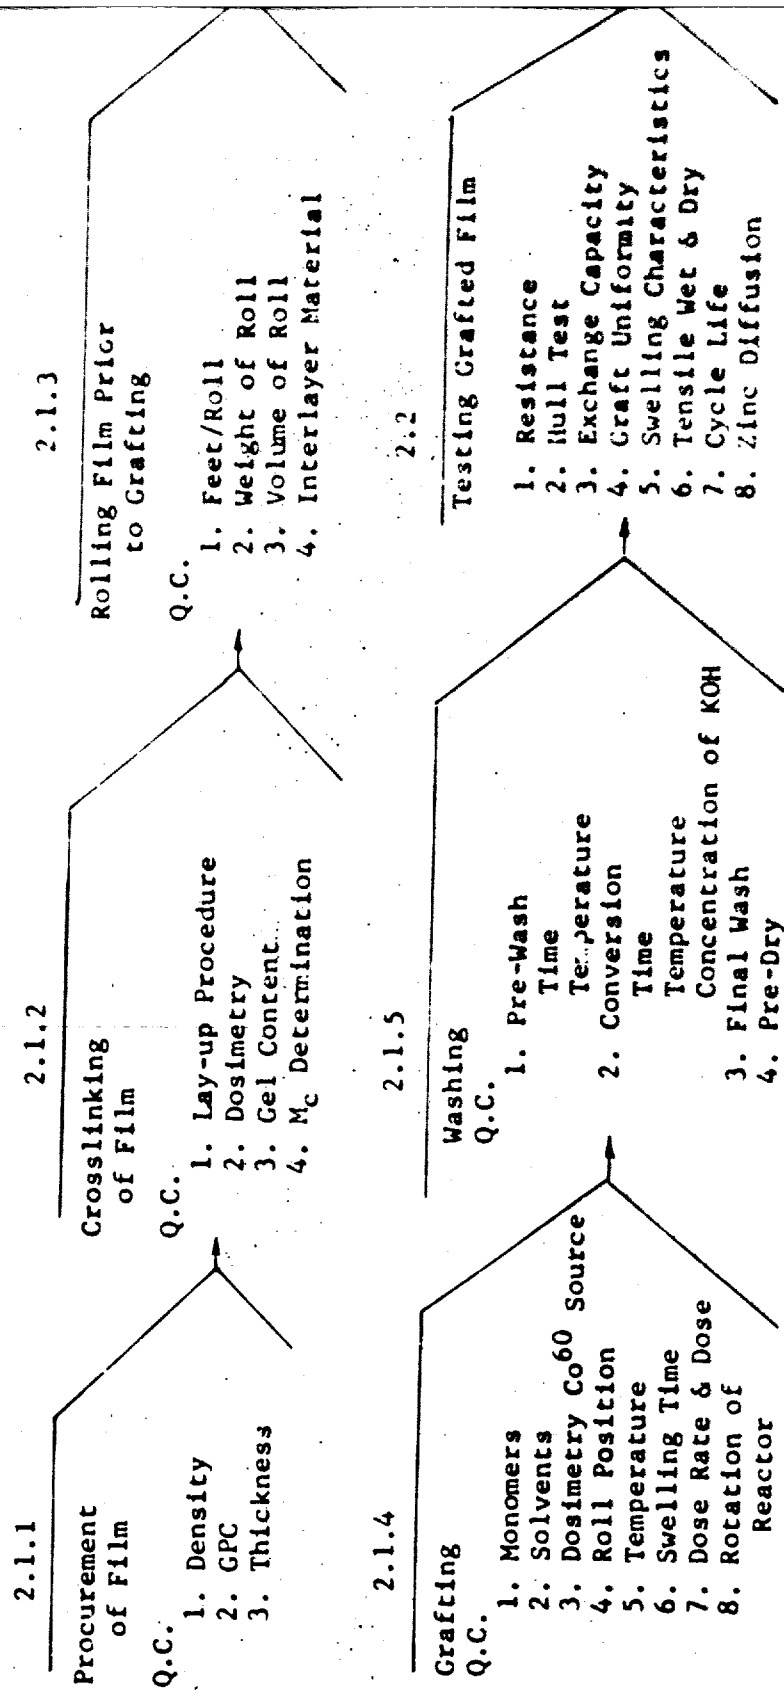 2.1.1
Procurement
of Film
Q.C.
1. Density
2. GPC
3. Thickness
2.1.2
Crosslinking
of Film
Q.C.
1. Lay-up Procedure
2. Dosimetry
3. Gel Content
4. Mc Determination
2.1.3
Rolling Film Prior
to Grafting
Q.C.
1. Feet/Roll
2. Weight of Roll
3. Volume of Roll
4. Interlayer Material
2.1.4
Grafting
Q.C.
1. Monomers
2. Solvents
3. Dosimetry Co60 Source
4. Roll Position
5. Temperature
6. Swelling Time
7. Dose Rate & Dose
8. Rotation of
Reactor
2.1.5
Washing
Q.C.
1. Pre-Wash
Time
Temperature
2. Conversion
Time
Temperature
Concentration of KOH
3. Final Wash
4. Pre-Dry
2.2
Testing Grafted Film
1. Resistance
2. Hull Test
3. Exchange Capacity
4. Graft Uniformity
5. Swelling Characteristics
6. Tensile Wet & Dry
7. Cycle Life
8. Zinc Diffusion